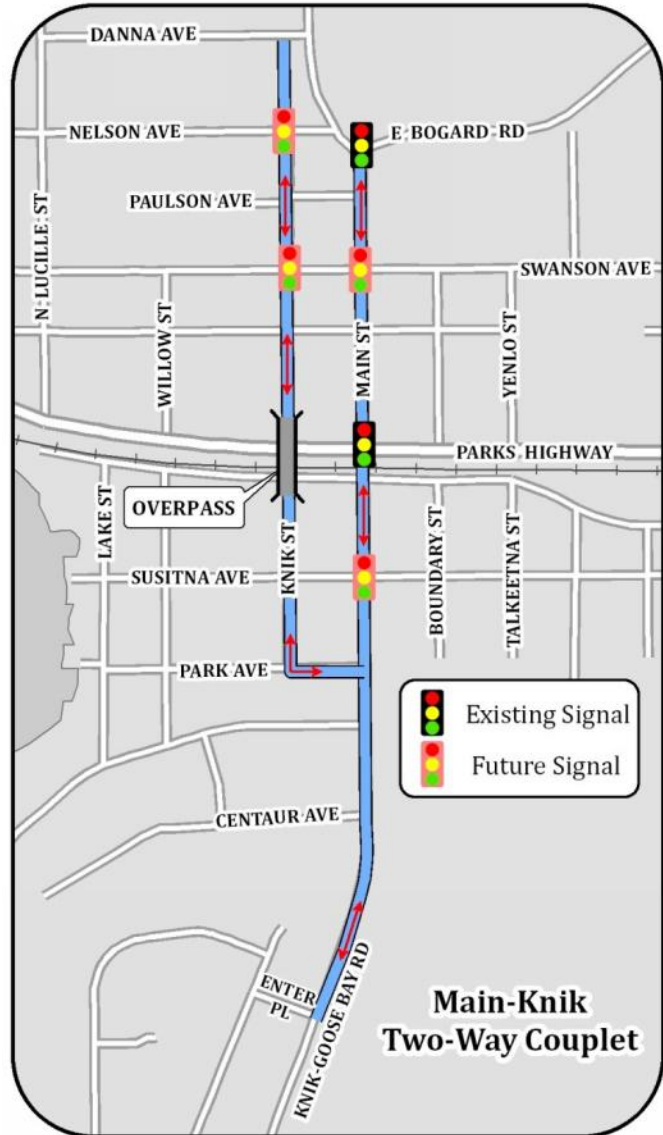 DANNA AVE
NELSON AVE
E BOGARD RD
PAULSON AVE
N LUCILLE ST
SWANSON AVE
WILLOW ST
MAIN ST
YENLO ST
PARKS HIGHWAY
OVERPASS
LAKE ST
KNIK ST
BOUNDARY ST
TALKEETNA ST
SUSITNA AVE
PARK AVE
Existing Signal
Future Signal
CENTAUR AVE
ENTER
PL
KNIK-GOOSE BAY RD
Main-Knik
Two-Way Couplet